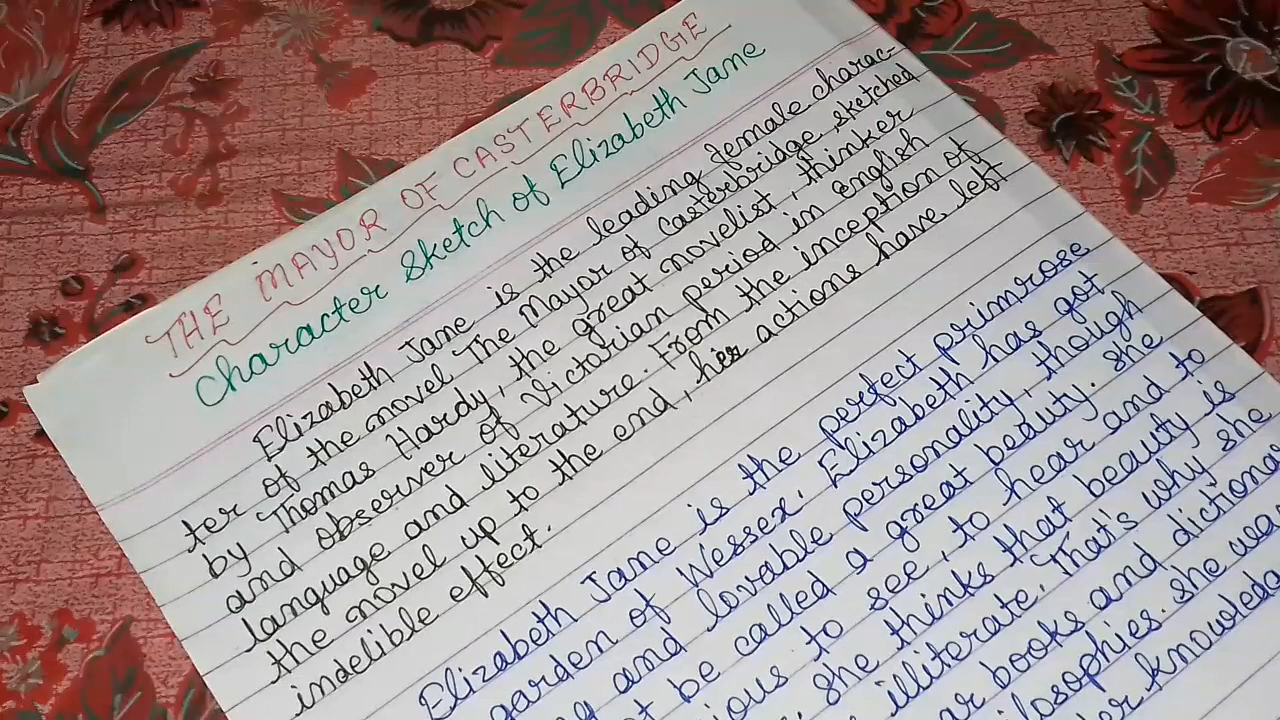 THE MAYOR OF CASTERBRIDGE
Character Sketch of Elizabeth Jane
Elizabeth Jane is the leading female charac-
ter of the novel The Mayor of Casterbridge, sketched
by Thomas Hardy, the great novelist, thinker
and observer of Victorian period in english
language and literature. From the inception of
the novel up to the end, her actions have left
indelible effect.
Elizabeth Jane is the perfect primrose
garden of Wessex. Elizabeth has got
and lovable personality, though
be called a great beauty. She
to see, to hear and to
she thinks that beauty is
illiterate. That's why she
books and
She